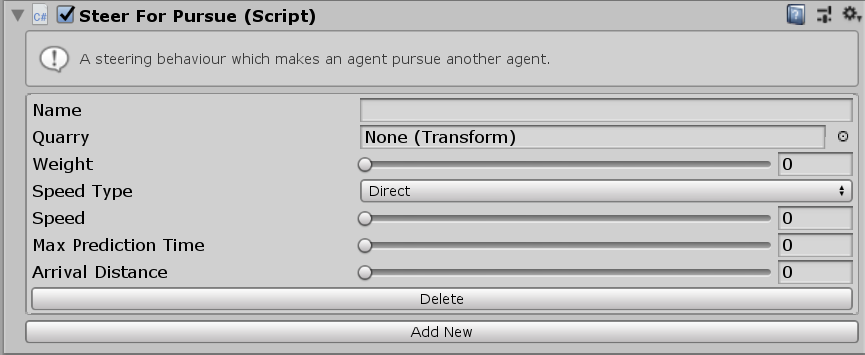 C# Steer For Pursue (Script)
A steering behaviour which makes an agent pursue another agent.
Name
Quarry None (Transform)
Weight 0
Speed Type Direct
Speed 0
Max Prediction Time 0
Arrival Distance 0
Delete
Add New